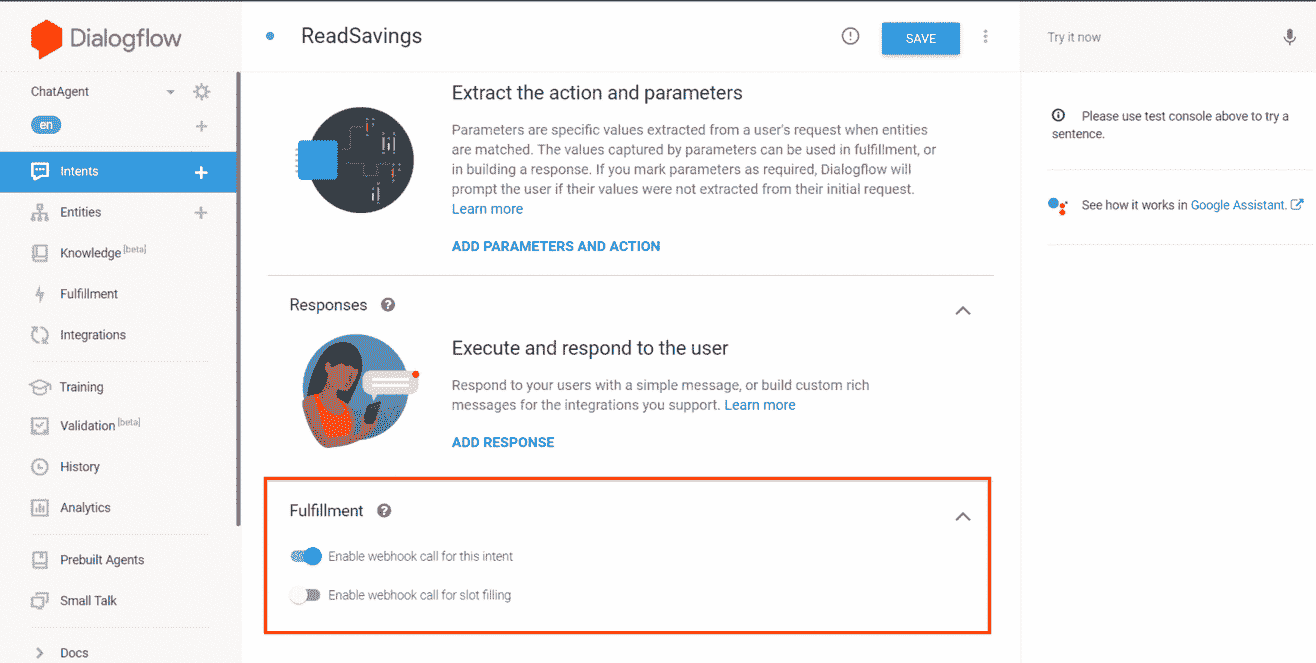 Dialogflow
ChatAgent
en
Intents
Entities
Knowledge [beta]
Fulfillment
Integrations
Training
Validation [beta]
History
Analytics
Prebuilt Agents
Small Talk
Docs
ReadSavings
SAVE
Extract the action and parameters
Parameters are specific values extracted from a user's request when entities
are matched. The values captured by parameters can be used in fulfillment, or
in building a response. If you mark parameters as required, Dialogflow will
prompt the user if their values were not extracted from their initial request.
Learn more
ADD PARAMETERS AND ACTION
Responses
Execute and respond to the user
Respond to your users with a simple message, or build custom rich
messages for the integrations you support. Learn more
ADD RESPONSE
Fulfillment
Enable webhook call for this intent
Enable webhook call for slot filling
Try it now
Please use test console above to try a
sentence.
See how it works in Google Assistant.